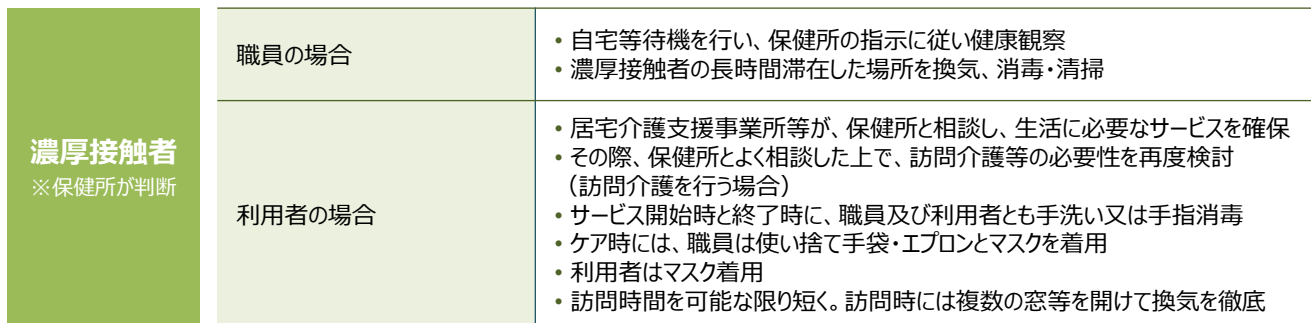 濃厚接触者
※保健所が判断
職員の場合
• 自宅等待機を行い、保健所の指示に従い健康観察
• 濃厚接触者の長時間滞在した場所を換気、消毒・清掃
利用者の場合
• 居宅介護支援事業所等が、保健所と相談し、生活に必要なサービスを確保
• その際、保健所とよく相談した上で、訪問介護等の必要性を再度検討
（訪問介護を行う場合）
• サービス開始時と終了時に、職員及び利用者とも手洗い又は手指消毒
• ケア時には、職員は使い捨て手袋・エプロンとマスクを着用
• 利用者はマスク着用
• 訪問時間を可能な限り短く。訪問時には複数の窓等を開けて換気を徹底